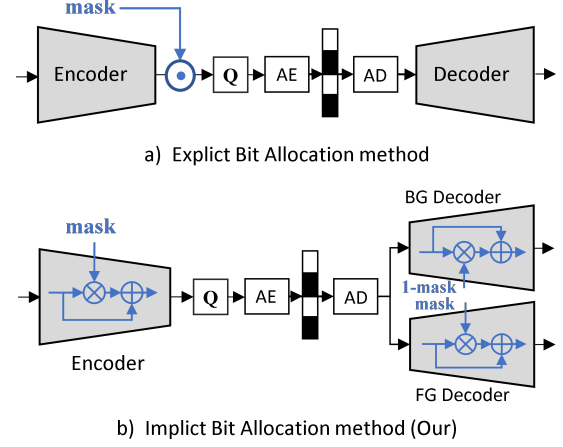 mask
Encoder
Q
AE
AD
Decoder
a) Explict Bit Allocation method
BG Decoder
mask
1-mask
mask
Q
AE
AD
Encoder
FG Decoder
b) Implict Bit Allocation method (Our)